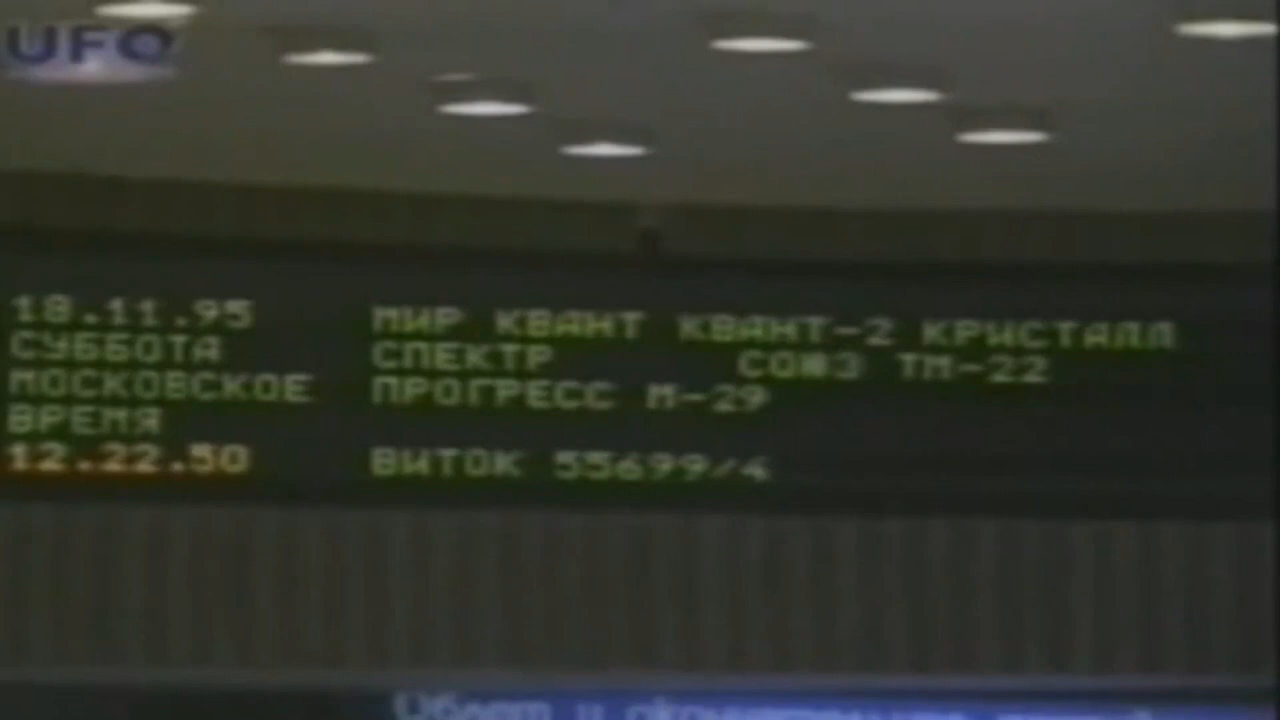 UFO
18.11.95
СУББОТА
МОСКОВСКОЕ
ВРЕМЯ
12.22.50
МИР КВАНТ КВАНТ-2 КРИСТАЛЛ
СПЕКТР СОЮЗ ТМ-22
ПРОГРЕСС М-29
ВИТОК 55699/4